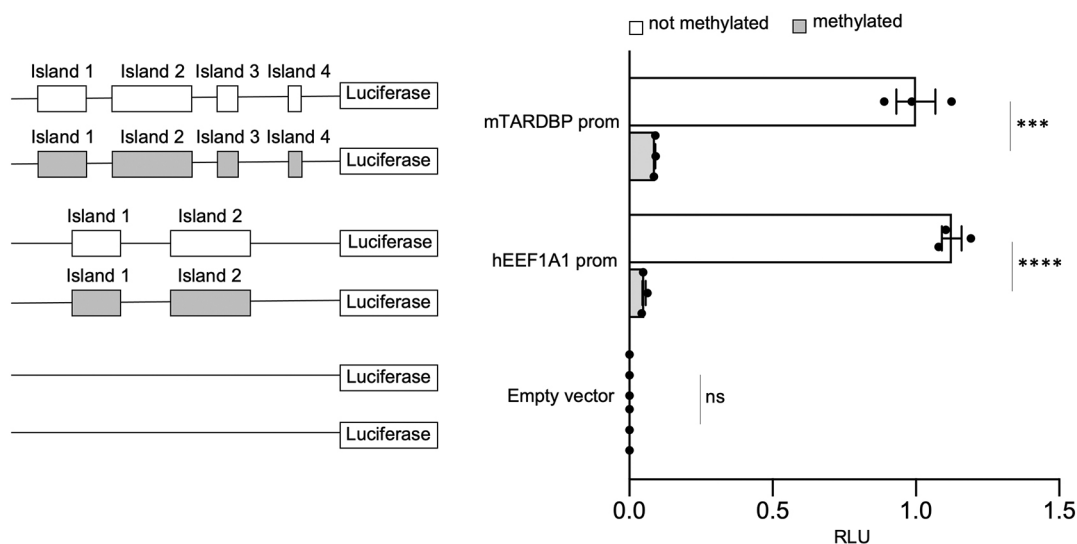 not methylated methylated
Island 1 Island 2 Island 3 Island 4
Luciferase
Island 1 Island 2 Island 3 Island 4
Luciferase
mTARDBP prom
***
Island 1 Island 2
Luciferase
Island 1 Island 2
Luciferase
hEEF1A1 prom
****
Luciferase
Empty vector
ns
Luciferase
0.0 0.5 1.0 1.5
RLU